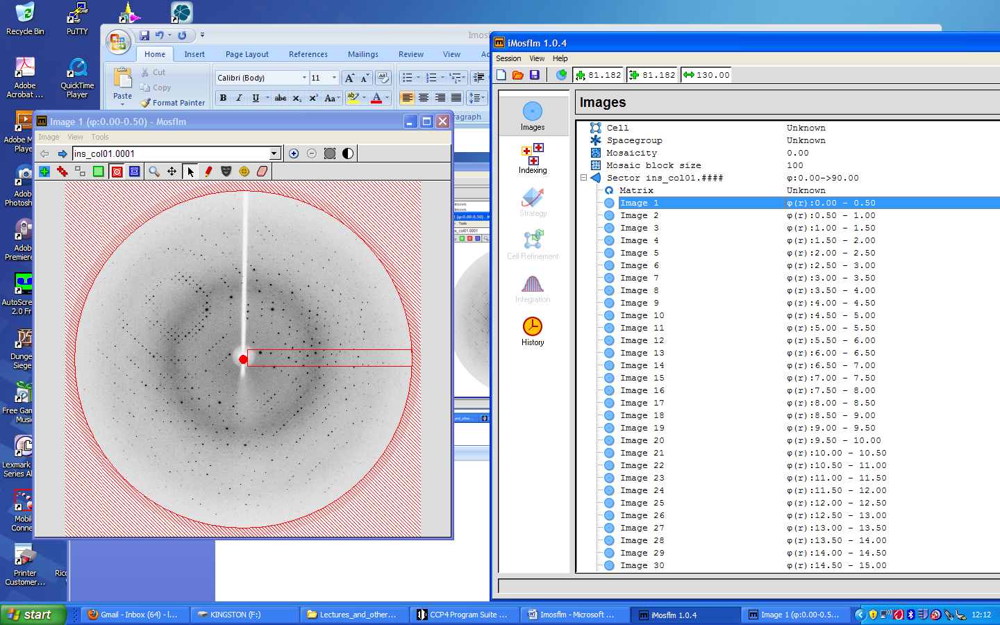 Recycle Bin
PuTTY
Adobe
Acrobat ...
QuickTime
Player
Adobe M
Playe
Adob
Photosh
Adob
Premiere
AutoScre
2.0 Fr
Dunge
Sieg
Free Gan
Musi
Lexmark
Series Al
Mobil
Conne
Printer
Customer...
Ric
Imos
Home
Insert
Page Layout
References
Mailings
Review
View
Paste
Cut
Copy
Format Painter
Calibri (Body)
11
B I U abc x₂ x² Aa
aragraph
Image 1 (φ:0.00-0.50) - Mosflm
Image View Tools
ins_col01.0001
iMosflm 1.0.4
Session View Help
81.182
81.182
130.00
Images
Indexing
Strategy
Cell Refinement
Integration
History
Images
Cell Unknown
Spacegroup Unknown
Mosaicity 0.00
Mosaic block size 100
Sector ins_col01.#### φ:0.00->90.00
Matrix Unknown
Image 1 φ(r):0.00 - 0.50
Image 2 φ(r):0.50 - 1.00
Image 3 φ(r):1.00 - 1.50
Image 4 φ(r):1.50 - 2.00
Image 5 φ(r):2.00 - 2.50
Image 6 φ(r):2.50 - 3.00
Image 7 φ(r):3.00 - 3.50
Image 8 φ(r):3.50 - 4.00
Image 9 φ(r):4.00 - 4.50
Image 10 φ(r):4.50 - 5.00
Image 11 φ(r):5.00 - 5.50
Image 12 φ(r):5.50 - 6.00
Image 13 φ(r):6.00 - 6.50
Image 14 φ(r):6.50 - 7.00
Image 15 φ(r):7.00 - 7.50
Image 16 φ(r):7.50 - 8.00
Image 17 φ(r):8.00 - 8.50
Image 18 φ(r):8.50 - 9.00
Image 19 φ(r):9.00 - 9.50
Image 20 φ(r):9.50 - 10.00
Image 21 φ(r):10.00 - 10.50
Image 22 φ(r):10.50 - 11.00
Image 23 φ(r):11.00 - 11.50
Image 24 φ(r):11.50 - 12.00
Image 25 φ(r):12.00 - 12.50
Image 26 φ(r):12.50 - 13.00
Image 27 φ(r):13.00 - 13.50
Image 28 φ(r):13.50 - 14.00
Image 29 φ(r):14.00 - 14.50
Image 30 φ(r):14.50 - 15.00
start
Gmail - Inbox (64) - l...
KINGSTON (F:)
Lectures_and_other...
CCP4 Program Suite ...
Imosflm - Microsoft ...
iMosflm 1.0.4
Image 1 (φ:0.00-0.5...
12:12